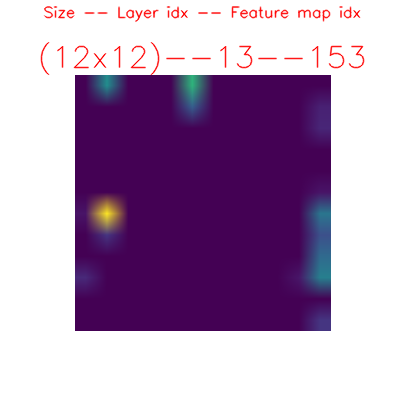 Size -- Layer idx -- Feature map idx
(12x12)--13--153